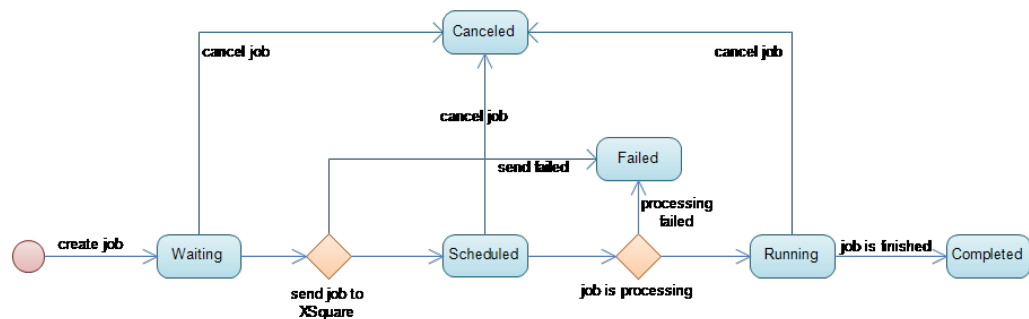 Canceled
cancel job
cancel job
cancel job
Failed
send failed
processing
failed
create job
Waiting
Scheduled
Running
job is finished
Completed
send job to
XSquare
job is processing